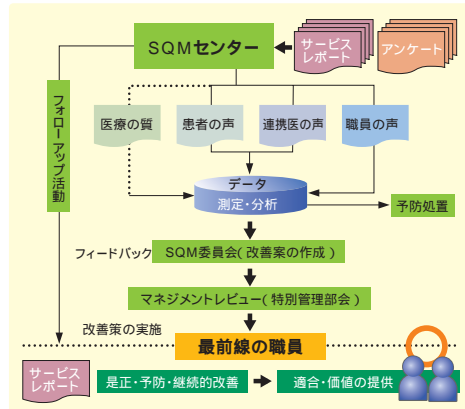 SQMセンター
サービス
レポート
アンケート
フォローアップ活動
医療の質
患者の声
連携医の声
職員の声
データ
測定・分析
予防処置
フィードバック
SQM委員会(改善案の作成)
マネジメントレビュー(特別管理部会)
改善策の実施
最前線の職員
サービス
レポート
是正・予防・継続的改善
適合・価値の提供